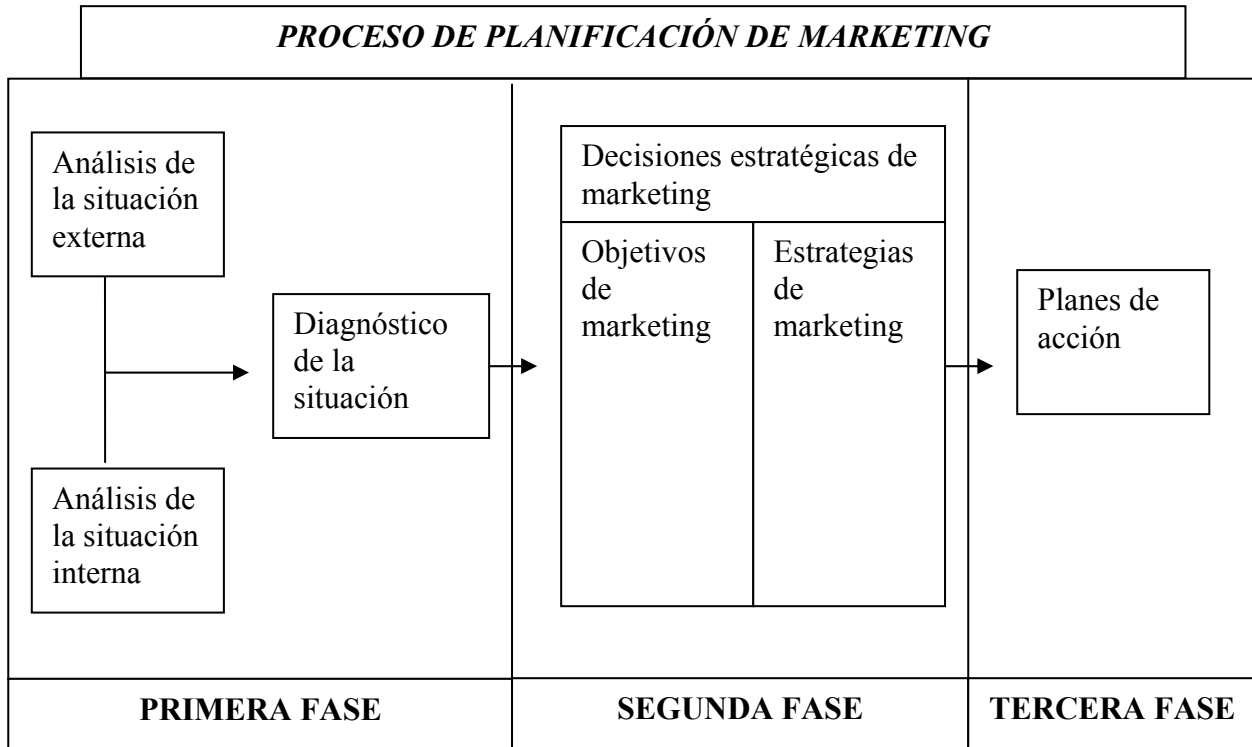 PROCESO DE PLANIFICACIÓN DE MARKETING
Análisis de
la situación
externa
Análisis de
la situación
interna
Diagnóstico
de la
situación
Decisiones estratégicas de
marketing
Objetivos
de
marketing
Estrategias
de
marketing
Planes de
acción
PRIMERA FASE
SEGUNDA FASE
TERCERA FASE